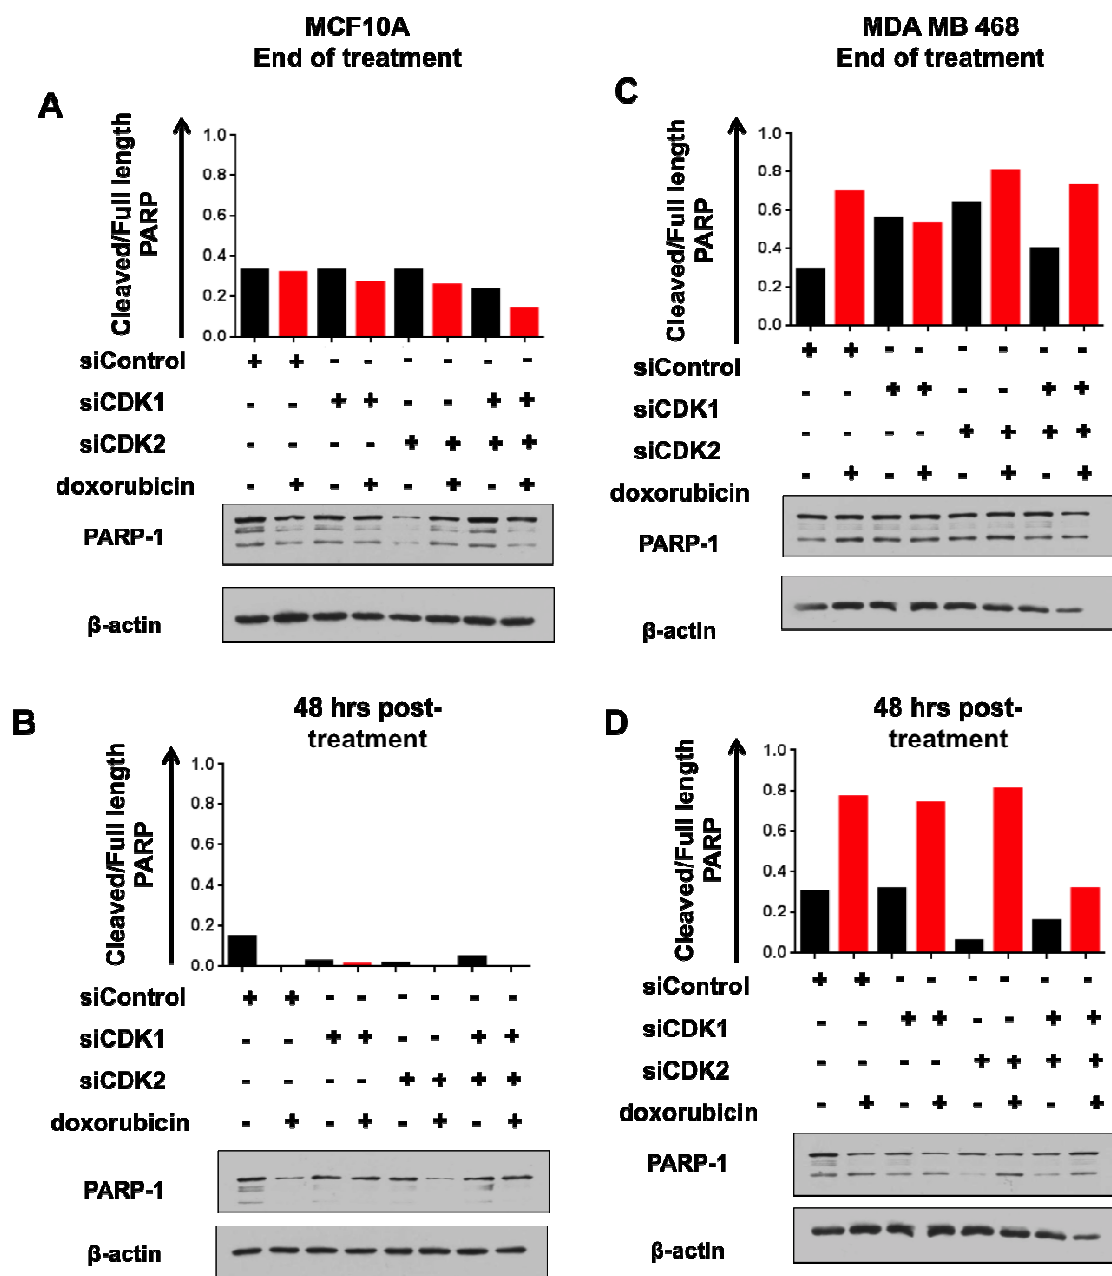 MCF10A
End of treatment
A
Cleaved/Full length
PARP
1.0
0.8
0.6
0.4
0.2
0.0
siControl + + - - - - - -
siCDK1 - - + + - - + +
siCDK2 - - - - + + + +
doxorubicin - + - + - + - +
PARP-1
β-actin
48 hrs post-
treatment
B
Cleaved/Full length
PARP
1.0
0.8
0.6
0.4
0.2
0.0
siControl + + - - - - - -
siCDK1 - - + + - - + +
siCDK2 - - - - + + + +
doxorubicin - + - + - + - +
PARP-1
β-actin
MDA MB 468
End of treatment
C
Cleaved/Full length
PARP
1.0
0.8
0.6
0.4
0.2
0.0
siControl + + - - - - - -
siCDK1 - - + + - - + +
siCDK2 - - - - + + + +
doxorubicin - + - + - + - +
PARP-1
β-actin
48 hrs post-
treatment
D
Cleaved/Full length
PARP
1.0
0.8
0.6
0.4
0.2
0.0
siControl + + - - - - - -
siCDK1 - - + + - - + +
siCDK2 - - - - + + + +
doxorubicin - + - + - + - +
PARP-1
β-actin